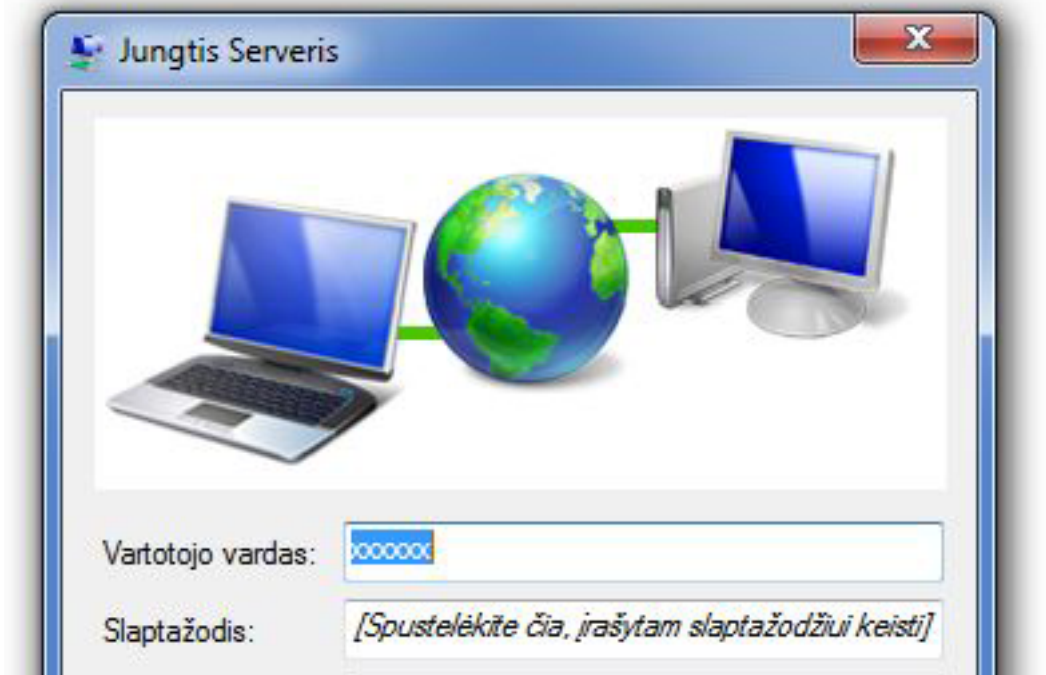 Jungtis Serveris
Vartotojo vardas: xxxxxxx
Slaptažodis: [Spustelėkite čia, įrašytam slaptažodžiui keisti]